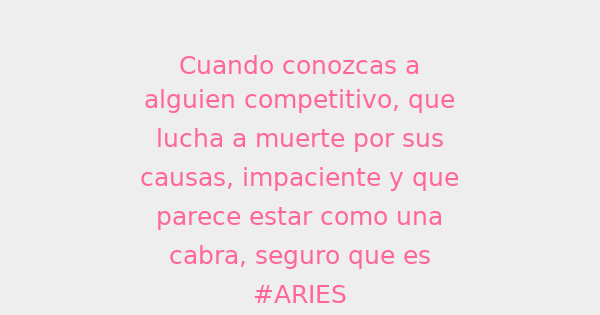 Cuando conozcas a
alguien competitivo, que
lucha a muerte por sus
causas, impaciente y que
parece estar como una
cabra, seguro que es
#ARIES